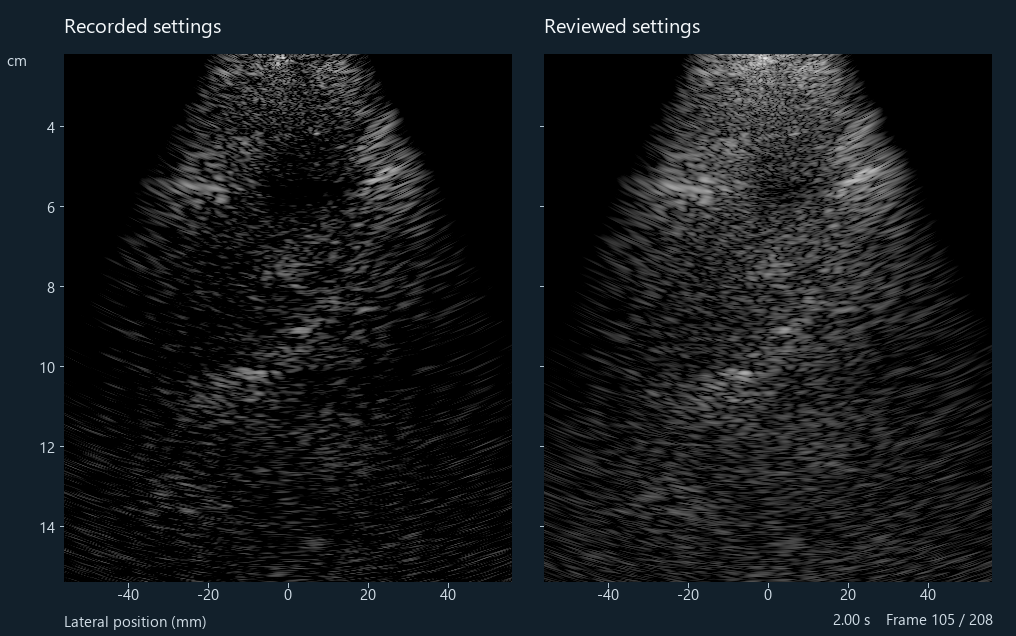 Recorded settings
Reviewed settings
cm
4
6
8
10
12
14
-40 -20 0 20 40
-40 -20 0 20 40
Lateral position (mm)
2.00 s Frame 105 / 208